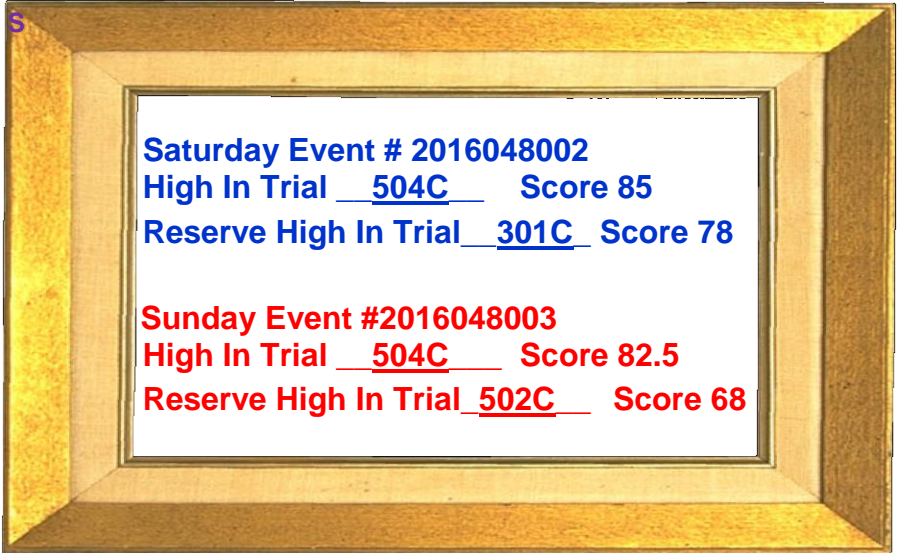 S
Saturday Event # 2016048002
High In Trial __504C__ Score 85
Reserve High In Trial__301C_ Score 78
Sunday Event #2016048003
High In Trial __504C___ Score 82.5
Reserve High In Trial_502C__ Score 68